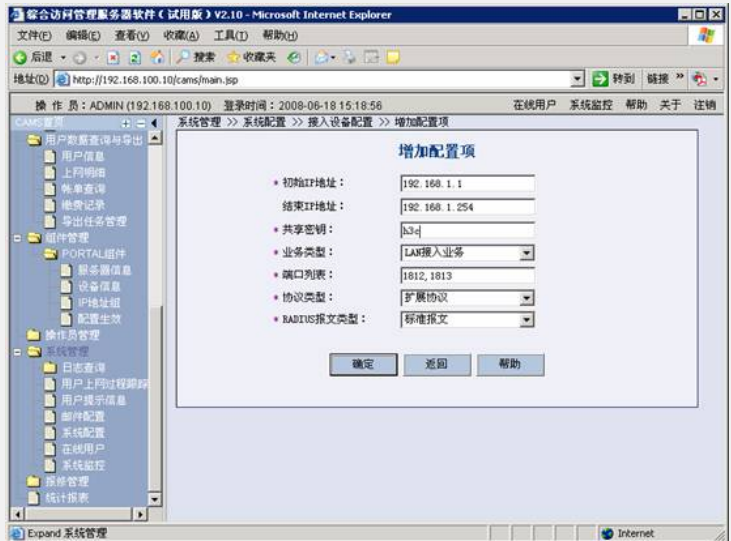 综合访问管理服务器软件（试用版）V2.10 - Microsoft Internet Explorer
文件(F) 编辑(E) 查看(V) 收藏(A) 工具(T) 帮助(H)
后退 搜索 收藏夹
地址(D) http://192.168.100.10/cams/main.jsp 转到 链接 »
操 作 员：ADMIN (192.168.100.10) 登录时间：2008-06-18 15:18:56 在线用户 系统监控 帮助 关于 注销
CAMS首页
系统管理 >> 系统配置 >> 接入设备配置 >> 增加配置项
用户数据查询与导出
用户信息
上网明细
帐单查询
缴费记录
导出任务管理
组件管理
PORTAL组件
服务器信息
设备信息
IP地址组
配置生效
操作员管理
系统管理
日志查询
用户上网过程跟踪
用户提示信息
邮件配置
系统配置
在线用户
系统监控
报修管理
统计报表
增加配置项
* 初始IP地址： 192.168.1.1
结束IP地址： 192.168.1.254
* 共享密钥： h3c
* 业务类型： LAN接入业务
* 端口列表： 1812,1813
* 协议类型： 扩展协议
* RADIUS报文类型： 标准报文
确定 返回 帮助
Expand 系统管理 Internet